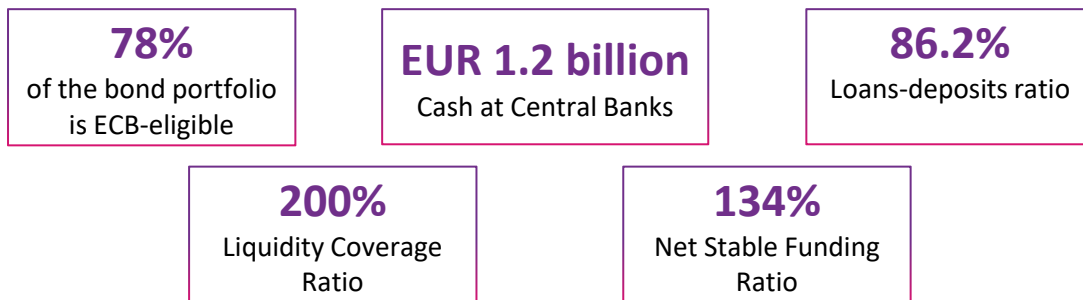 78%
of the bond portfolio
is ECB-eligible
EUR 1.2 billion
Cash at Central Banks
86.2%
Loans-deposits ratio
200%
Liquidity Coverage
Ratio
134%
Net Stable Funding
Ratio